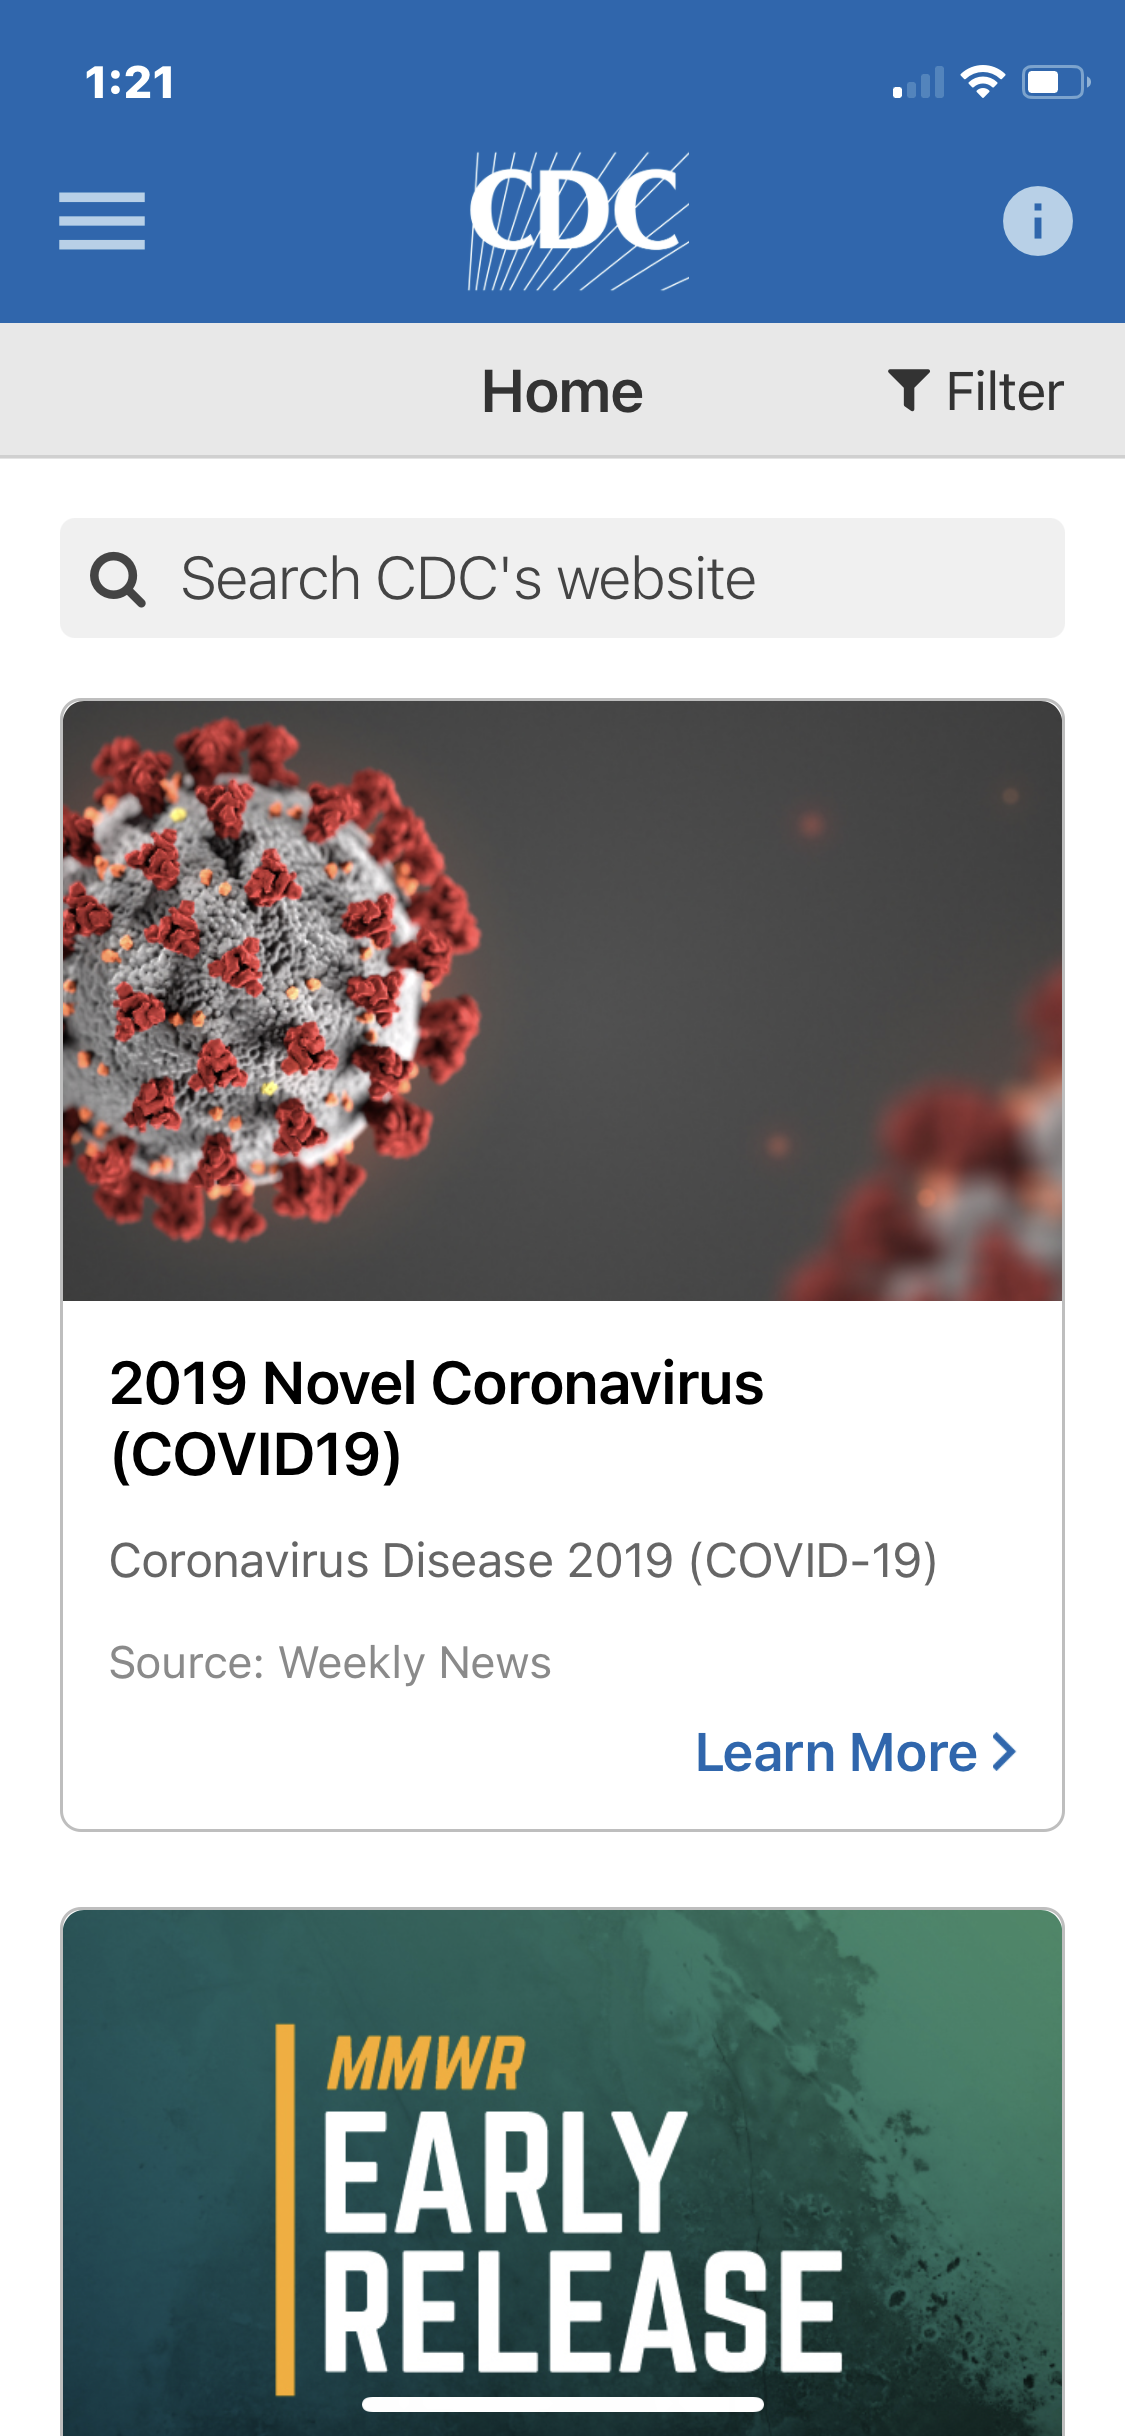 1:21
CDC
i
Home
Filter
Search CDC's website
2019 Novel Coronavirus
(COVID19)
Coronavirus Disease 2019 (COVID-19)
Source: Weekly News
Learn More
MMWR
EARLY
RELEASE